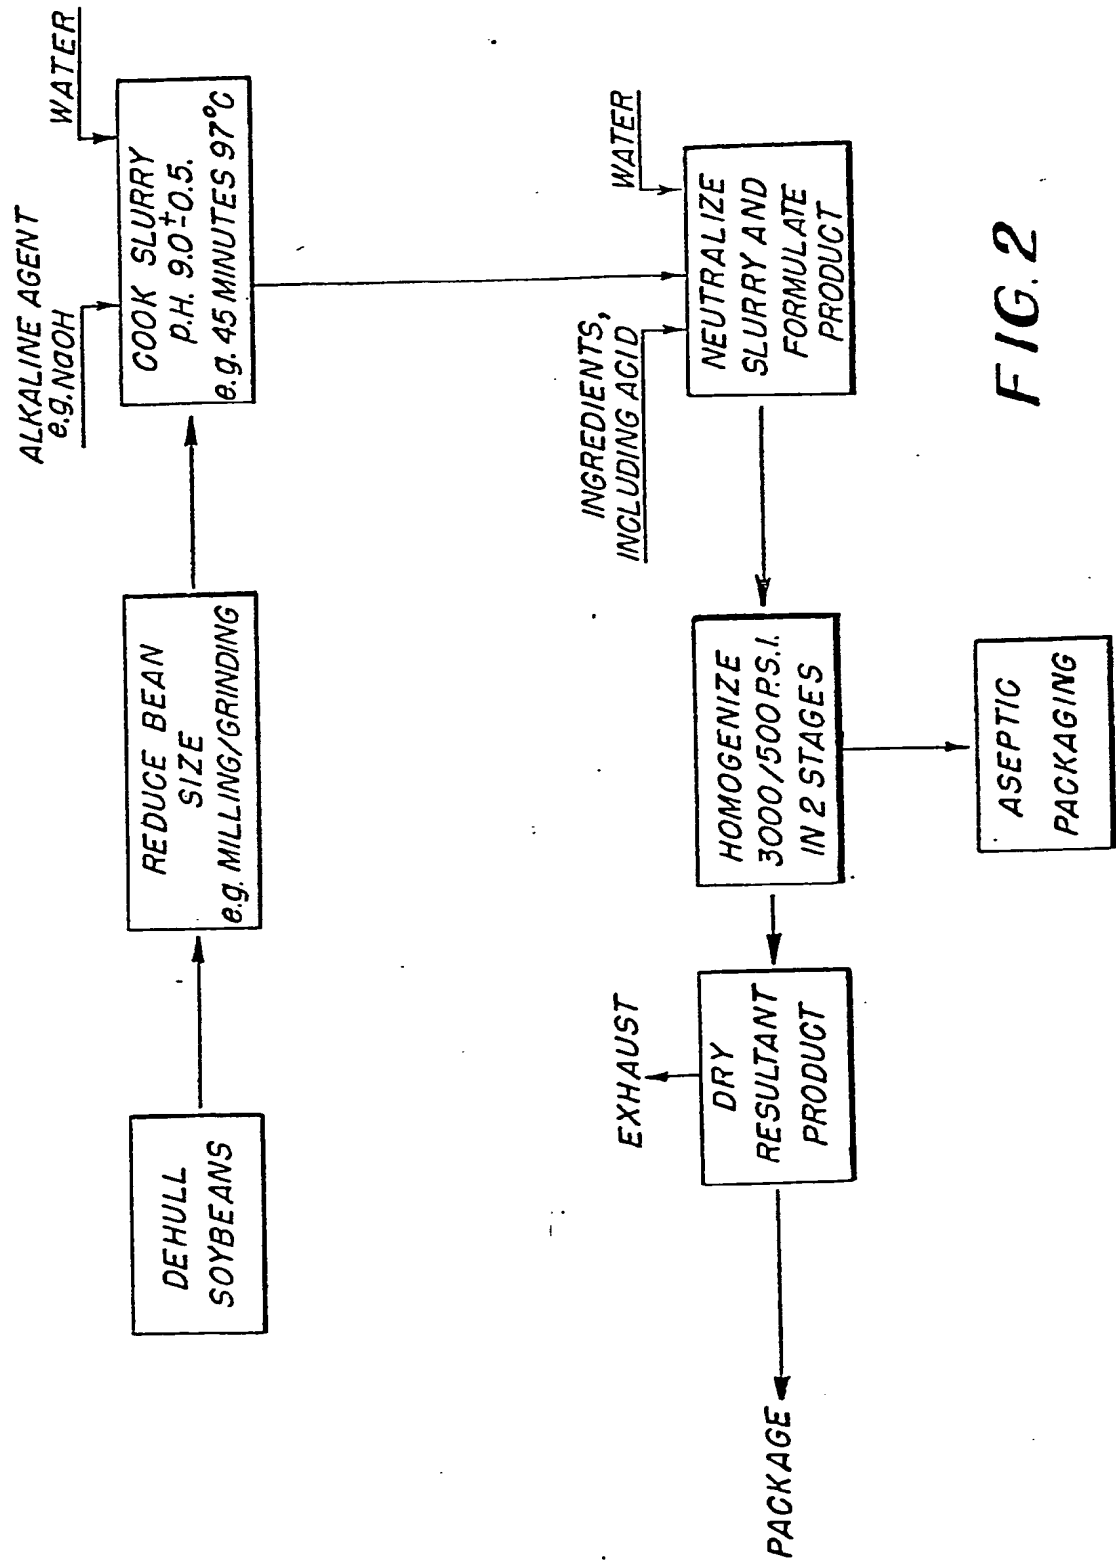 DEHULL
SOYBEANS
REDUCE BEAN
SIZE
e.g. MILLING/GRINDING
ALKALINE AGENT
e.g. NaOH
WATER
COOK SLURRY
p.H. 9.0±0.5.
e.g. 45 MINUTES 97°C
INGREDIENTS,
INCLUDING ACID
WATER
NEUTRALIZE
SLURRY AND
FORMULATE
PRODUCT
HOMOGENIZE
3000/500 P.S.I.
IN 2 STAGES
ASEPTIC
PACKAGING
EXHAUST
DRY
RESULTANT
PRODUCT
PACKAGE
FIG. 2